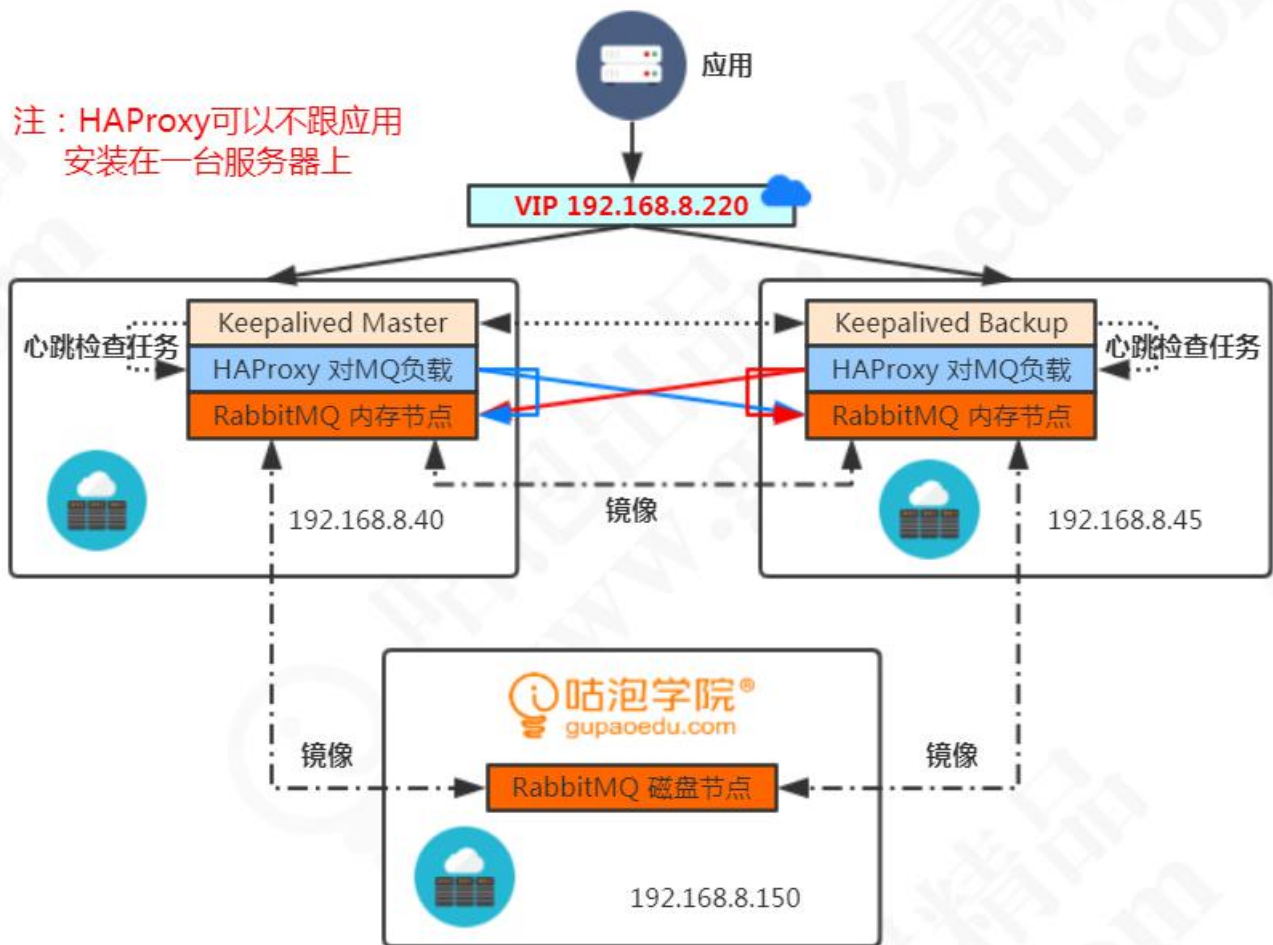 应用
注：HAProxy可以不跟应用
安装在一台服务器上
VIP 192.168.8.220
Keepalived Master
心跳检查任务
HAProxy 对MQ负载
RabbitMQ 内存节点
192.168.8.40
Keepalived Backup
心跳检查任务
HAProxy 对MQ负载
RabbitMQ 内存节点
192.168.8.45
镜像
咕泡学院®
gupaoedu.com
镜像
镜像
RabbitMQ 磁盘节点
192.168.8.150